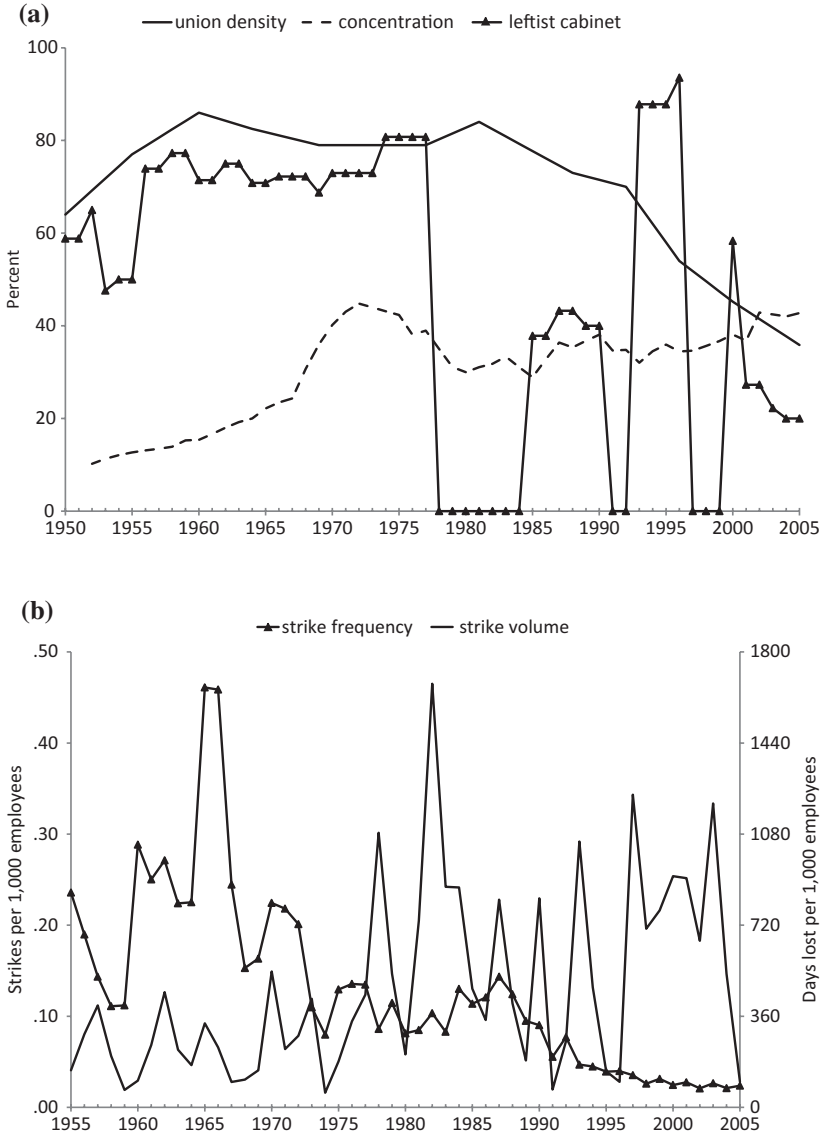 (a)
union density concentration leftist cabinet
100
80
60
40
20
0
Percent
1950 1955 1960 1965 1970 1975 1980 1985 1990 1995 2000 2005
(b)
strike frequency strike volume
.50 1800
.40 1440
.30 1080
.20 720
.10 360
.00 0
Strikes per 1,000 employees
Days lost per 1,000 employees
1955 1960 1965 1970 1975 1980 1985 1990 1995 2000 2005